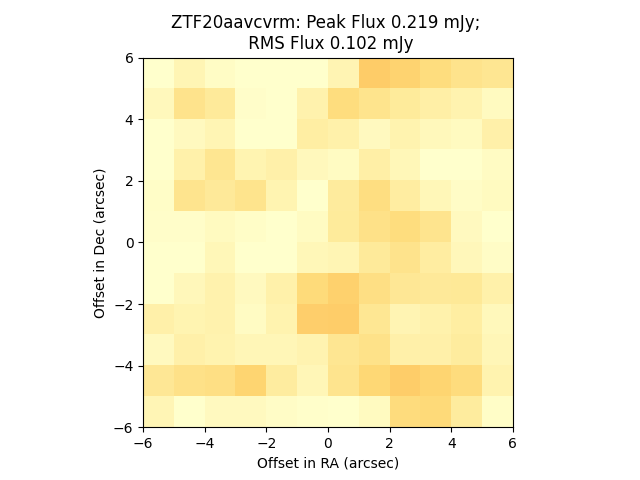 ZTF20aavcvrm: Peak Flux 0.219 mJy;
RMS Flux 0.102 mJy
6
4
2
0
−2
−4
−6
Offset in Dec (arcsec)
−6 −4 −2 0 2 4 6
Offset in RA (arcsec)